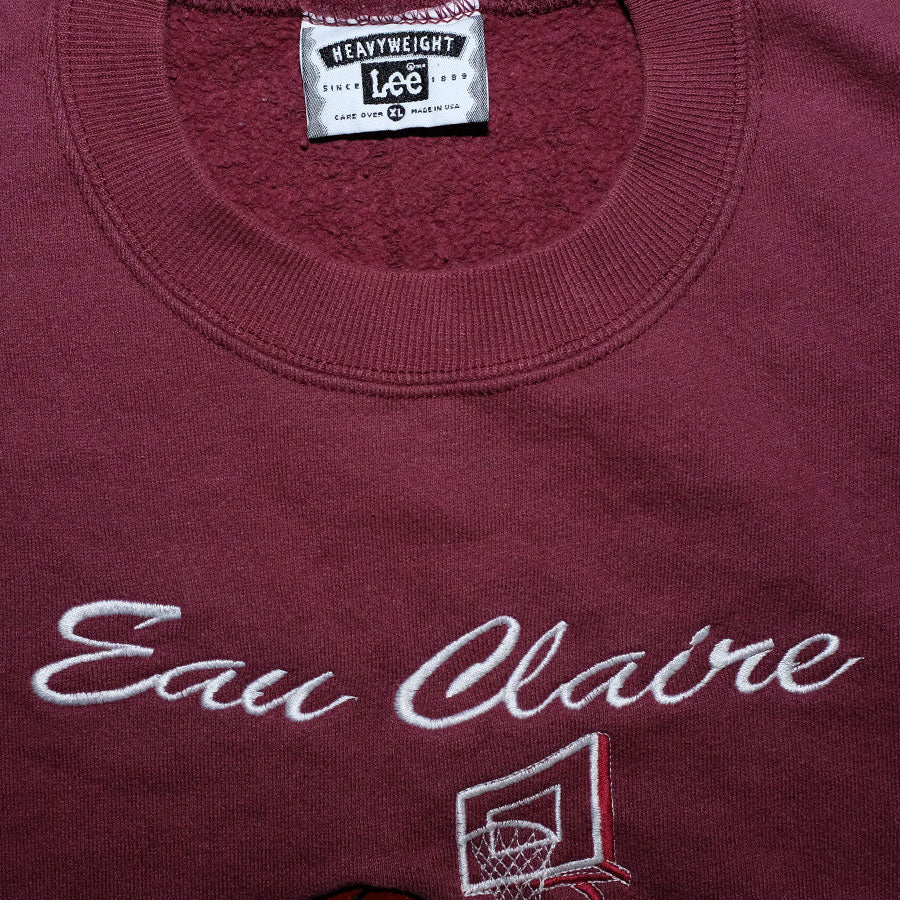 HEAVYWEIGHT
SINCE Lee 1889
CARE OVER XL MADE IN USA
Eau Claire